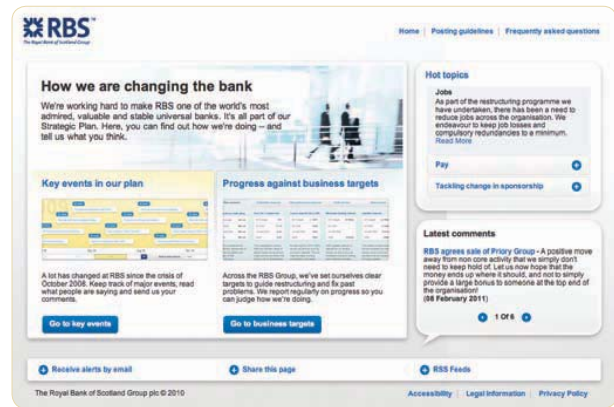 RBS
The Royal Bank of Scotland Group
Home | Posting guidelines | Frequently asked questions
How we are changing the bank
We're working hard to make RBS one of the world's most
admired, valuable and stable universal banks. It's all part of our
Strategic Plan. Here, you can find out how we're doing – and
tell us what you think.
Key events in our plan
A lot has changed at RBS since the crisis of
October 2008. Keep track of major events, read
what people are saying and send us your
comments.
Go to key events
Progress against business targets
Across the RBS Group, we've set ourselves clear
targets to guide restructuring and fix past
problems. We report regularly on progress so you
can judge how we're doing.
Go to business targets
Hot topics
Jobs
As part of the restructuring programme we
have undertaken, there has been a need to
reduce jobs across the organisation. We
endeavour to keep job losses and
compulsory redundancies to a minimum.
Read More
Pay
Tackling change in sponsorship
Latest comments
RBS agrees sale of Priory Group - A positive move
away from non core activity that we simply don't
need to keep hold of. Let us now hope that the
money ends up where it should, and not to simply
provide a large bonus to someone at the top end of
the organisation!
(08 February 2011)
1 Of 6
Receive alerts by email
Share this page
RSS Feeds
The Royal Bank of Scotland Group plc © 2010
Accessibility | Legal Information | Privacy Policy